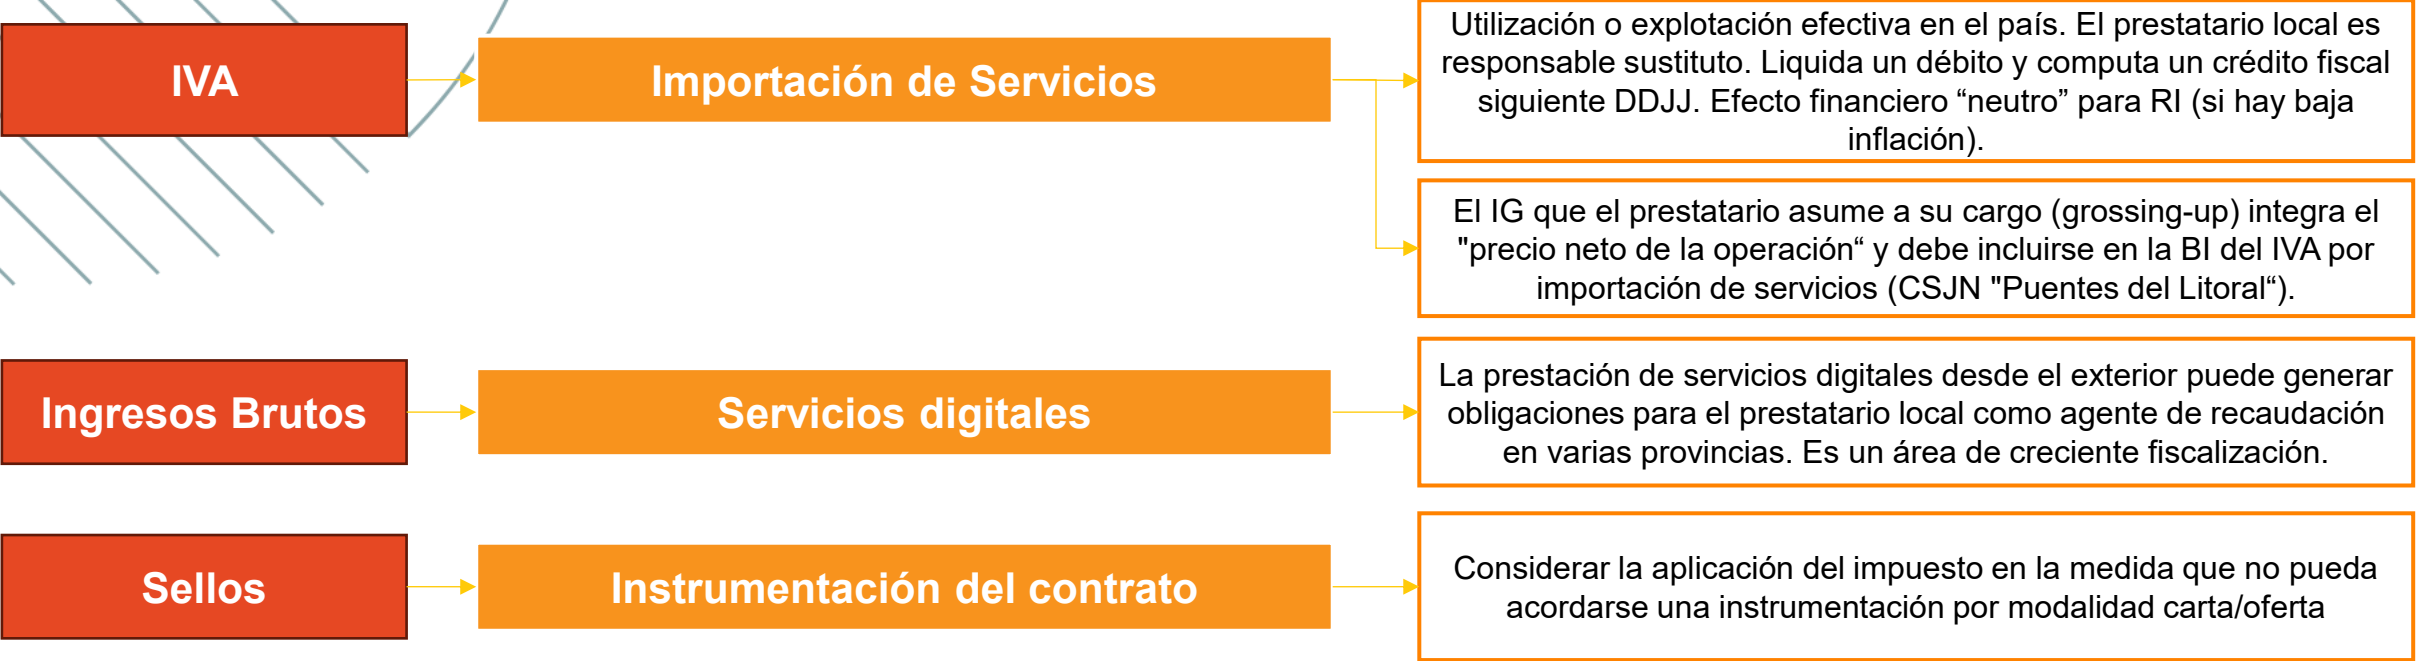 IVA
Importación de Servicios
Utilización o explotación efectiva en el país. El prestatario local es
responsable sustituto. Liquida un débito y computa un crédito fiscal
siguiente DDJJ. Efecto financiero “neutro” para RI (si hay baja
inflación).
El IG que el prestatario asume a su cargo (grossing-up) integra el
"precio neto de la operación“ y debe incluirse en la BI del IVA por
importación de servicios (CSJN "Puentes del Litoral“).
Ingresos Brutos
Servicios digitales
La prestación de servicios digitales desde el exterior puede generar
obligaciones para el prestatario local como agente de recaudación
en varias provincias. Es un área de creciente fiscalización.
Sellos
Instrumentación del contrato
Considerar la aplicación del impuesto en la medida que no pueda
acordarse una instrumentación por modalidad carta/oferta